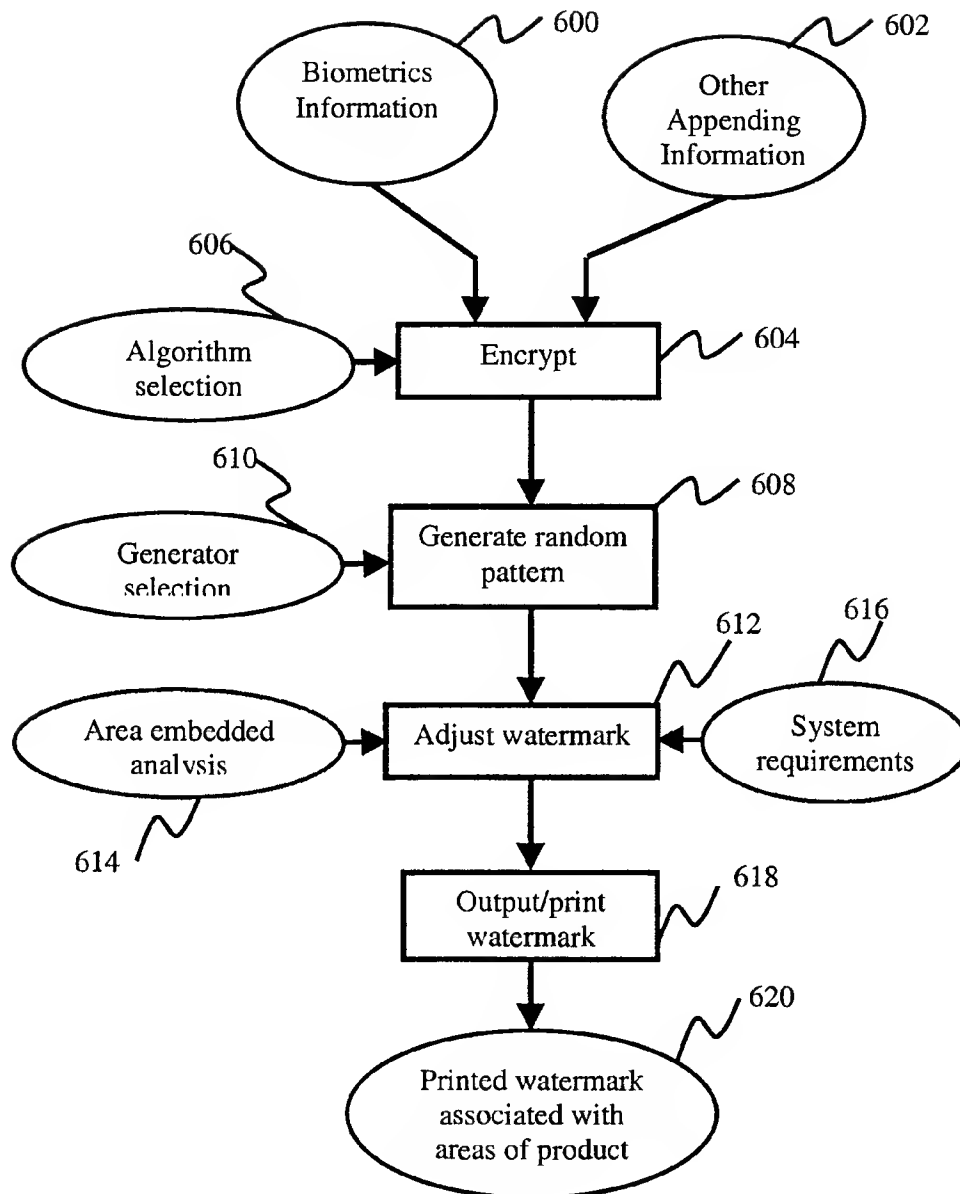 600
602
Biometrics
Information
Other
Appending
Information
606
Algorithm
selection
Encrypt
604
610
Generator
selection
Generate random
pattern
608
612
616
Area embedded
analysis
Adjust watermark
System
requirements
614
Output/print
watermark
618
620
Printed watermark
associated with
areas of product